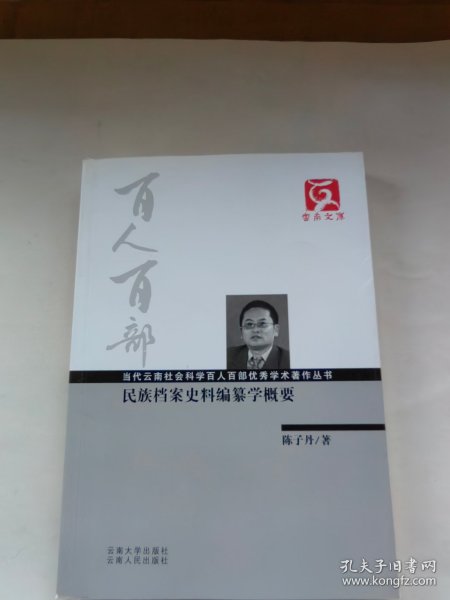 百人百部
云南文库
当代云南社会科学百人百部优秀学术著作丛书
民族档案史料编纂学概要
陈子丹/著
云南大学出版社
云南人民出版社
孔夫子旧书网
www.kongfz.com